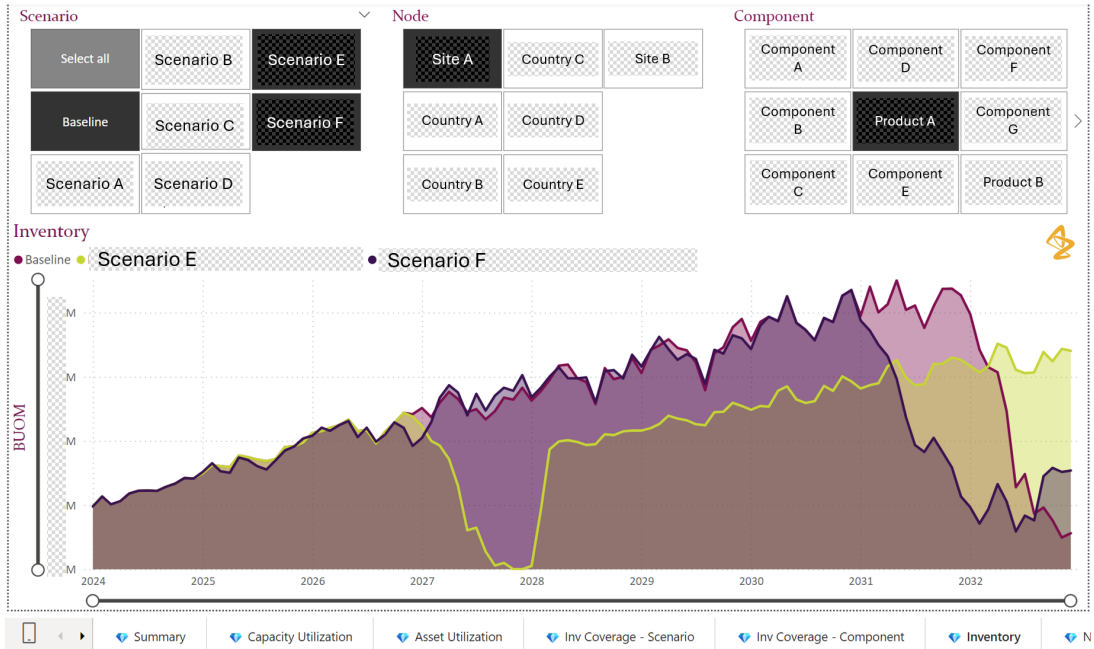 Scenario
Node
Component
Select all
Scenario B
Scenario E
Site A
Country C
Site B
Component
A
Component
D
Component
F
Baseline
Scenario C
Scenario F
Country A
Country D
Component
B
Product A
Component
G
Scenario A
Scenario D
Country B
Country E
Component
C
Component
E
Product B
Inventory
Baseline
Scenario E
Scenario F
M
M
M
M
M
BUOM
2024 2025 2026 2027 2028 2029 2030 2031 2032
Summary Capacity Utilization Asset Utilization Inv Coverage - Scenario Inv Coverage - Component Inventory N